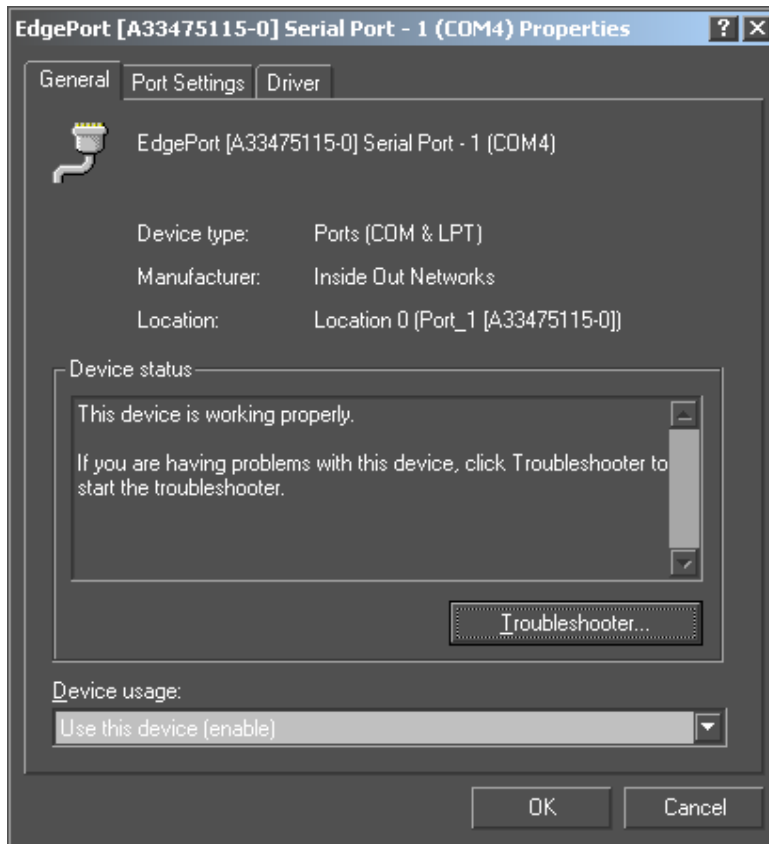 EdgePort [A33475115-0] Serial Port - 1 (COM4) Properties
General Port Settings Driver
EdgePort [A33475115-0] Serial Port - 1 (COM4)
Device type: Ports (COM & LPT)
Manufacturer: Inside Out Networks
Location: Location 0 (Port_1 [A33475115-0])
Device status
This device is working properly.
If you are having problems with this device, click Troubleshooter to
start the troubleshooter.
Troubleshooter...
Device usage:
Use this device (enable)
OK Cancel